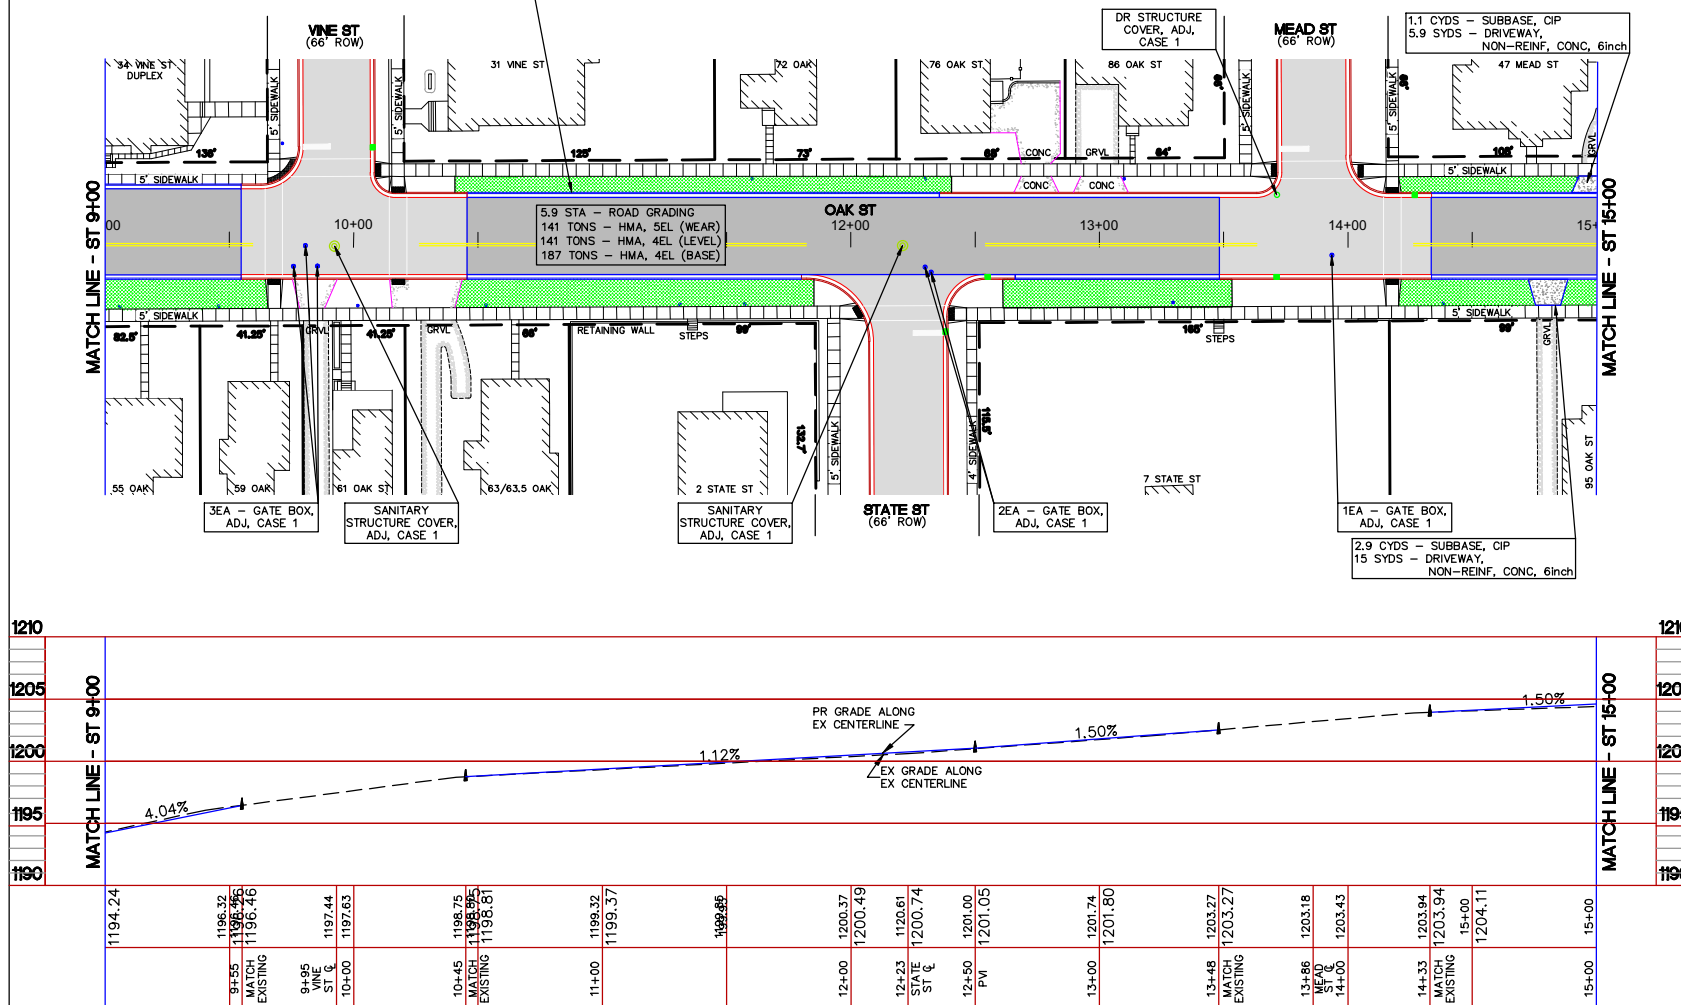 VINE ST
(66' ROW)
DR STRUCTURE
COVER, ADJ,
CASE 1
MEAD ST
(66' ROW)
1.1 CYDS – SUBBASE, CIP
5.9 SYDS – DRIVEWAY,
NON-REINF, CONC, 6inch
34 VINE ST
DUPLEX
31 VINE ST
72 OAK
76 OAK ST
86 OAK ST
47 MEAD ST
5' SIDEWALK
5' SIDEWALK
5' SIDEWALK
5' SIDEWALK
136'
125'
73'
CONC
GRVL
64'
GRVL
5' SIDEWALK
CONC
CONC
5' SIDEWALK
MATCH LINE – ST 9+00
00
10+00
5.9 STA – ROAD GRADING
141 TONS – HMA, 5EL (WEAR)
141 TONS – HMA, 4EL (LEVEL)
187 TONS – HMA, 4EL (BASE)
OAK ST
12+00
13+00
14+00
15+
MATCH LINE – ST 15+00
5' SIDEWALK
5' SIDEWALK
82.5'
41.25'
GRVL
41.25'
GRVL
66'
RETAINING WALL
99'
STEPS
165'
STEPS
99'
GRVL
132.7'
5' SIDEWALK
115.5'
4' SIDEWALK
55 OAK
59 OAK
61 OAK ST
63/63.5 OAK
2 STATE ST
7 STATE ST
95 OAK ST
3EA – GATE BOX,
ADJ, CASE 1
SANITARY
STRUCTURE COVER,
ADJ, CASE 1
SANITARY
STRUCTURE COVER,
ADJ, CASE 1
STATE ST
(66' ROW)
2EA – GATE BOX,
ADJ, CASE 1
1EA – GATE BOX,
ADJ, CASE 1
2.9 CYDS – SUBBASE, CIP
15 SYDS – DRIVEWAY,
NON-REINF, CONC, 6inch
1210
1205
1200
1195
1190
MATCH LINE – ST 9+00
4.04%
1.12%
PR GRADE ALONG
EX CENTERLINE
EX GRADE ALONG
EX CENTERLINE
1.50%
1.50%
MATCH LINE – ST 15+00
1194.24
1196.32
1196.46
1197.44
1197.63
1198.75
1198.81
1199.32
1199.37
1200.37
1200.49
1120.61
1200.74
1201.00
1201.05
1201.74
1201.80
1203.27
1203.27
1203.18
1203.43
1203.94
1203.94
15+00
1204.11
15+00
9+55
MATCH
EXISTING
9+95
VINE
ST ℄
10+00
10+45
MATCH
EXISTING
11+00
12+00
12+23
STATE
ST ℄
12+50
PVI
13+00
13+48
MATCH
EXISTING
13+86
MEAD
ST ℄
14+00
14+33
MATCH
EXISTING
15+00